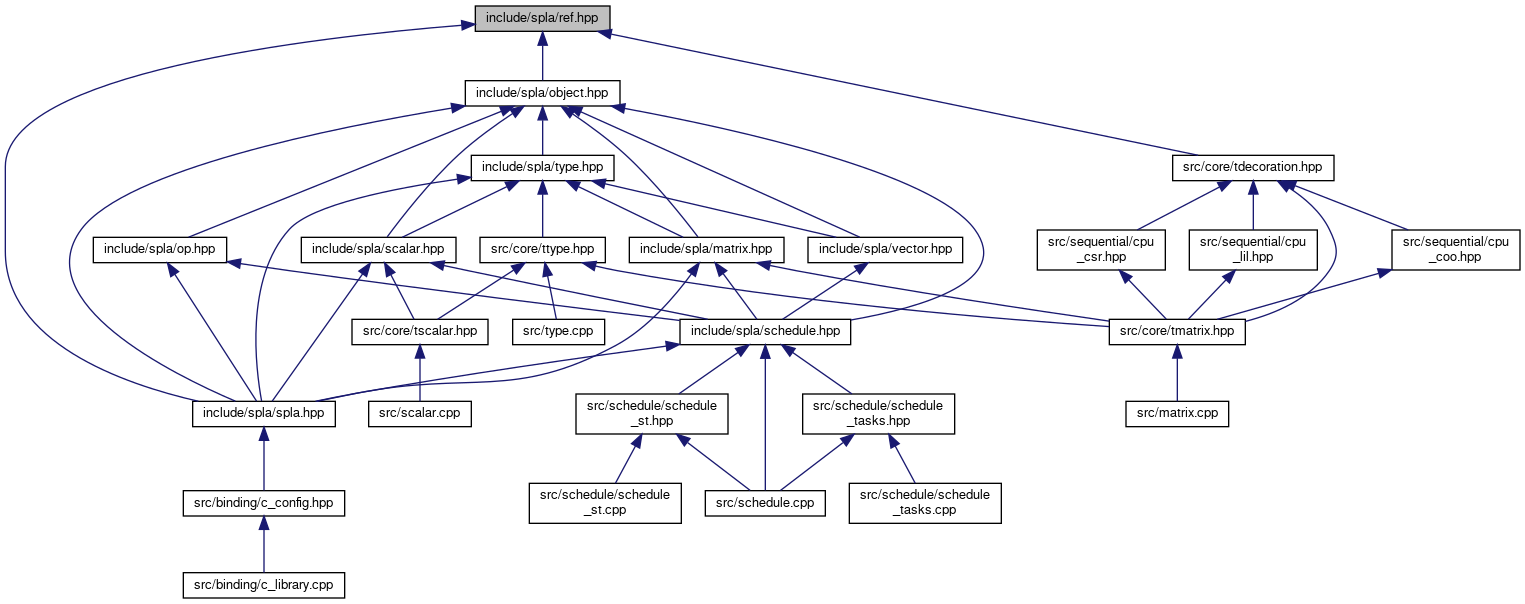 include/spla/ref.hpp
include/spla/object.hpp
include/spla/type.hpp
src/core/tdecoration.hpp
include/spla/op.hpp
include/spla/scalar.hpp
src/core/ttype.hpp
include/spla/matrix.hpp
include/spla/vector.hpp
src/sequential/cpu
_csr.hpp
src/sequential/cpu
_lil.hpp
src/sequential/cpu
_coo.hpp
src/core/tscalar.hpp
src/type.cpp
include/spla/schedule.hpp
src/core/tmatrix.hpp
include/spla/spla.hpp
src/scalar.cpp
src/schedule/schedule
_st.hpp
src/schedule/schedule
_tasks.hpp
src/matrix.cpp
src/binding/c_config.hpp
src/schedule/schedule
_st.cpp
src/schedule.cpp
src/schedule/schedule
_tasks.cpp
src/binding/c_library.cpp